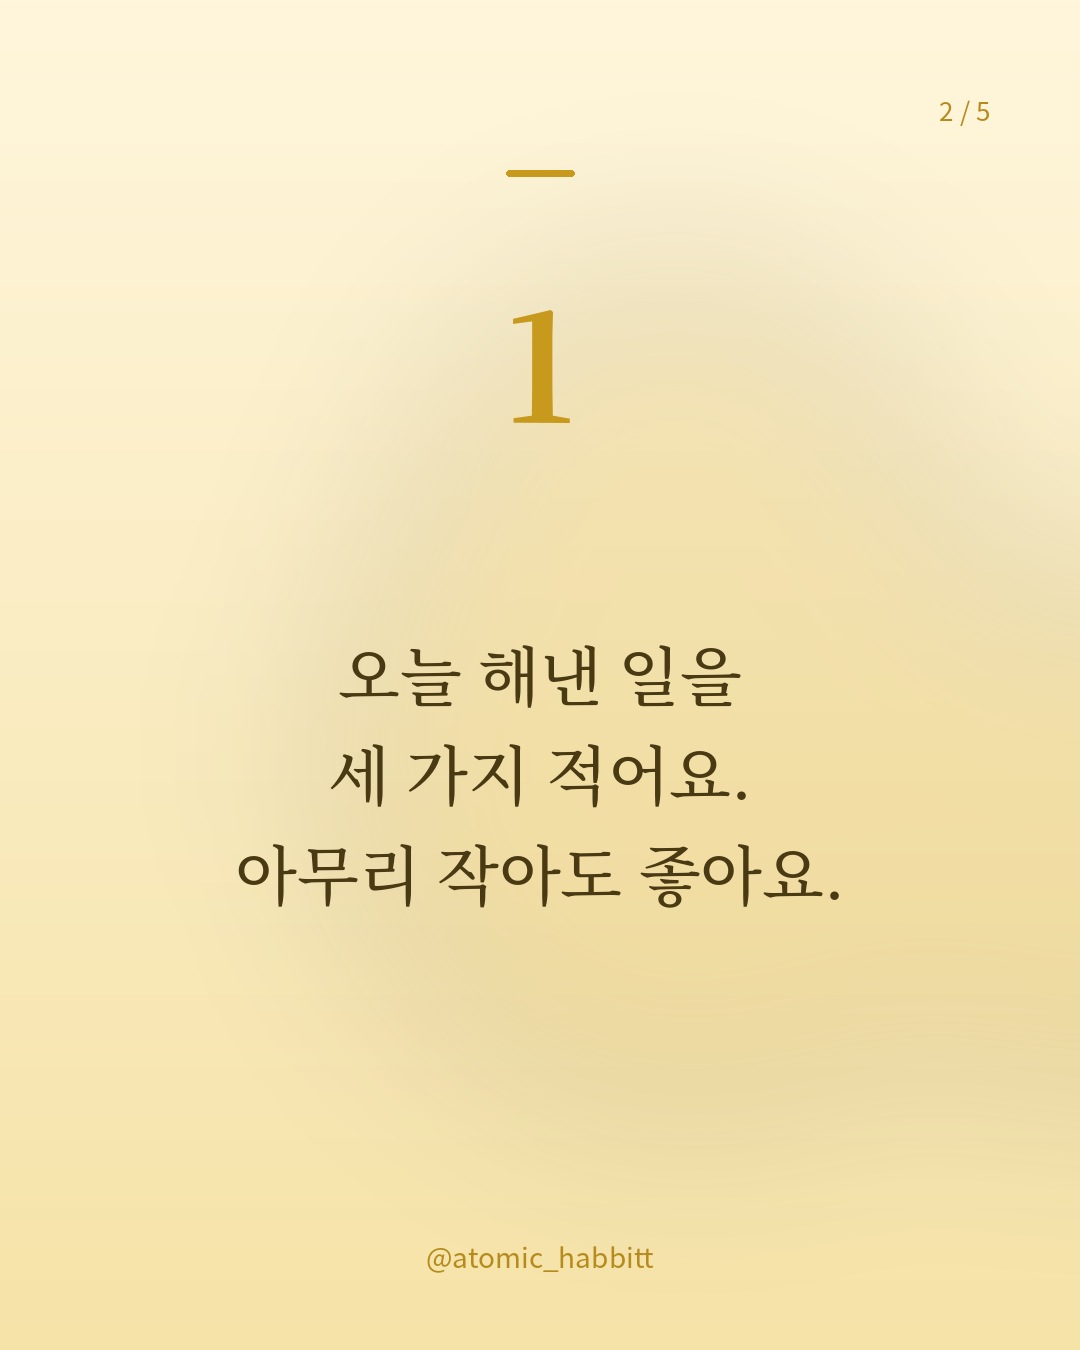 2 / 5
1
오늘 해낸 일을
세 가지 적어요.
아무리 작아도 좋아요.
@atomic_habbitt